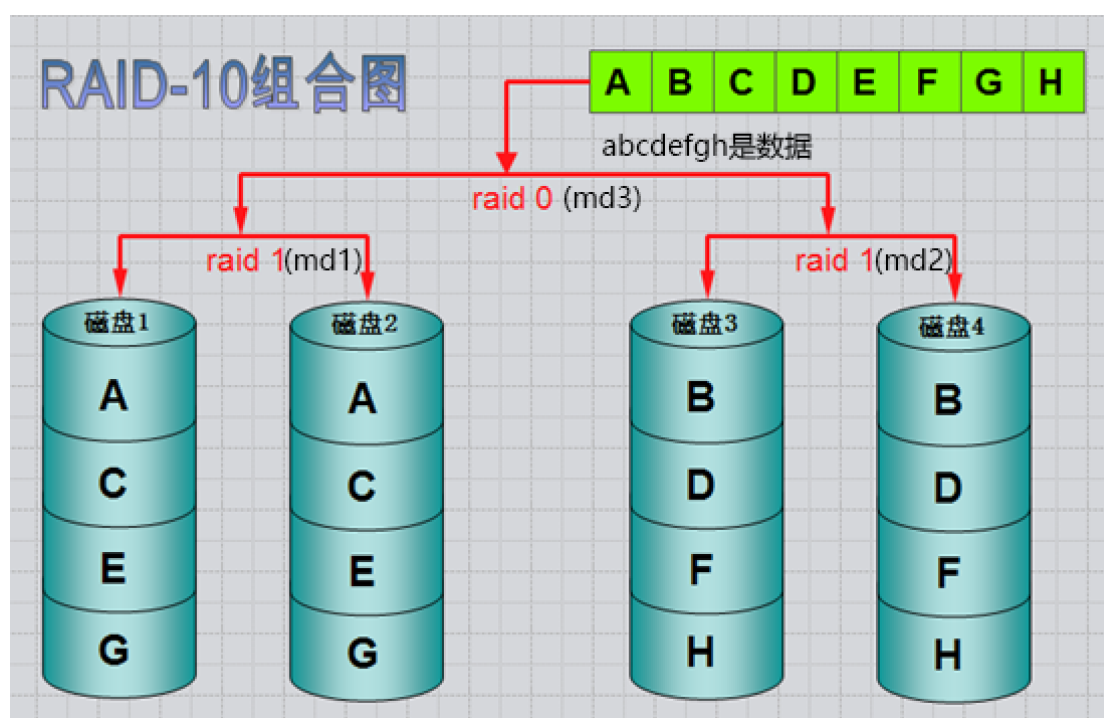 RAID-10组合图
A B C D E F G H
abcdefgh是数据
raid 0 (md3)
raid 1(md1)
raid 1(md2)
磁盘1 磁盘2 磁盘3 磁盘4
A A B B
C C D D
E E F F
G G H H